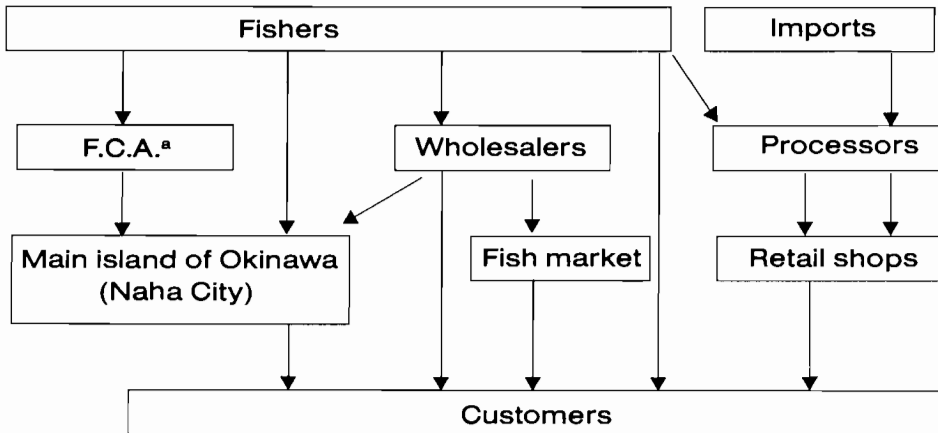 Fishers
Imports
F.C.A.ᵃ
Wholesalers
Processors
Main island of Okinawa
(Naha City)
Fish market
Retail shops
Customers